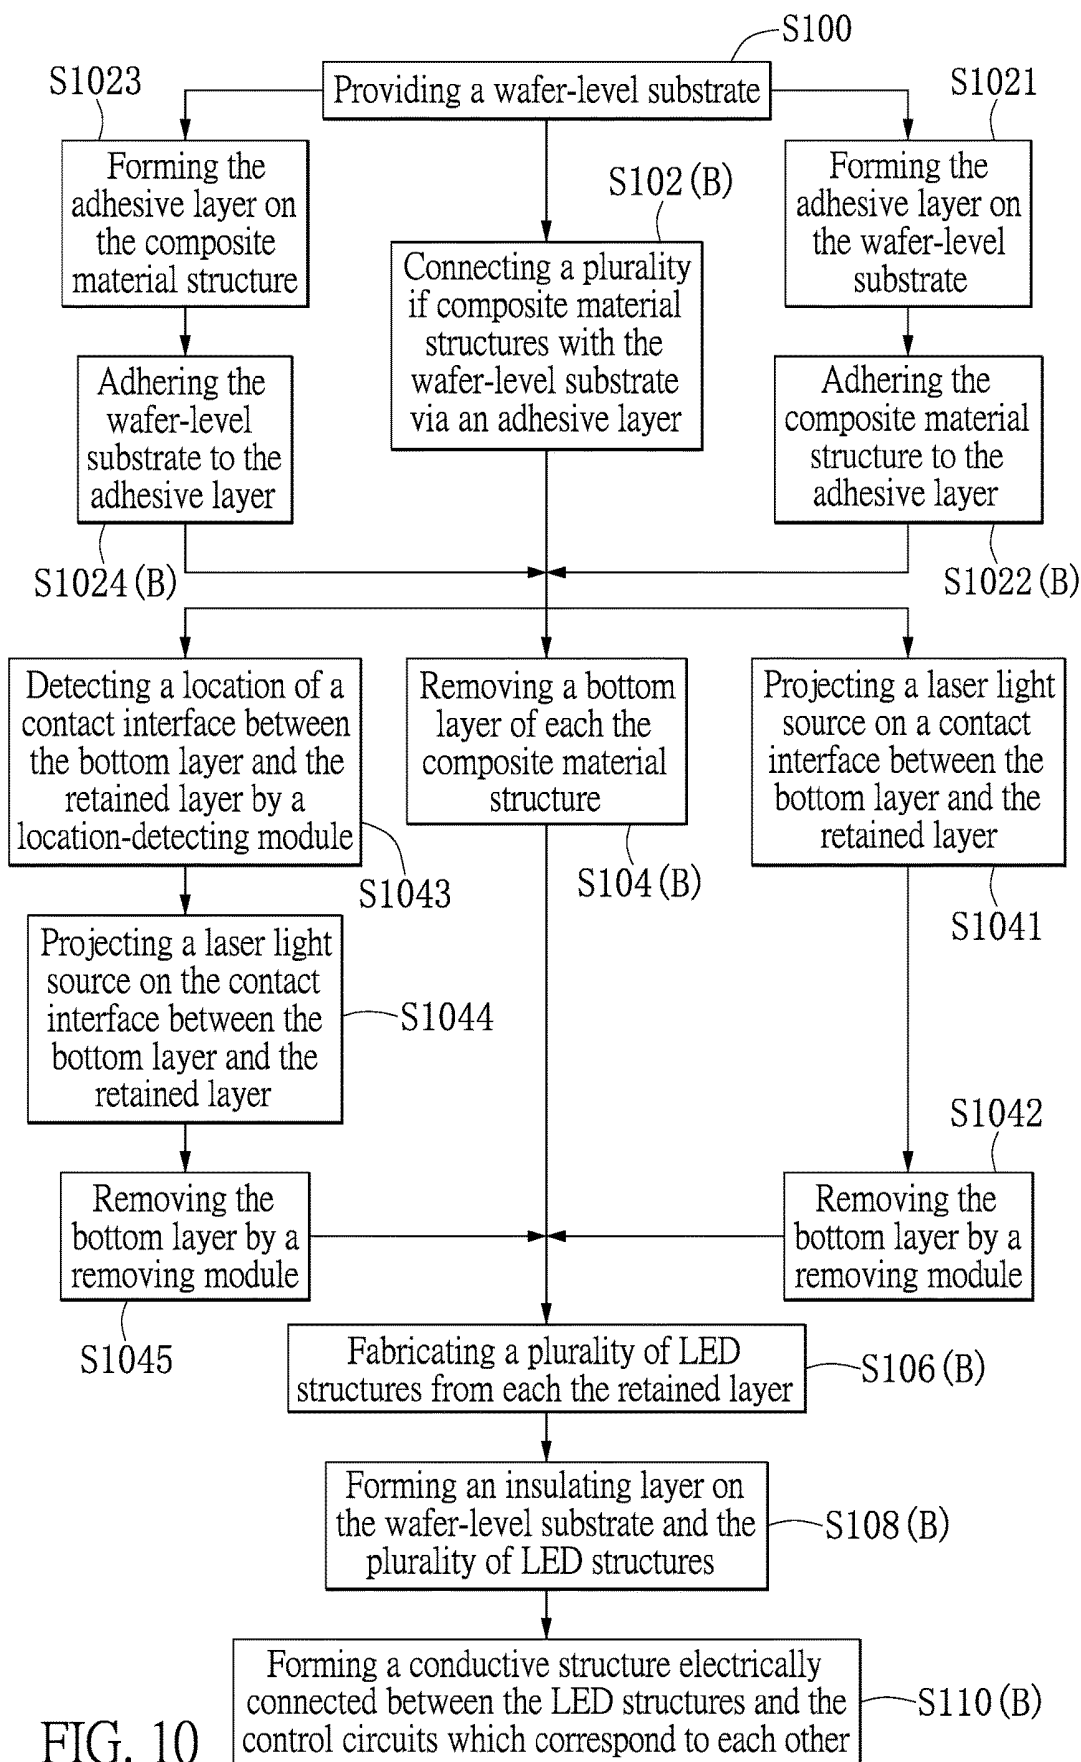 S100
Providing a wafer-level substrate
S1023
Forming the
adhesive layer on
the composite
material structure
S102(B)
Connecting a plurality
if composite material
structures with the
wafer-level substrate
via an adhesive layer
S1021
Forming the
adhesive layer on
the wafer-level
substrate
Adhering the
wafer-level
substrate to the
adhesive layer
S1024(B)
Adhering the
composite material
structure to the
adhesive layer
S1022(B)
Detecting a location of a
contact interface between
the bottom layer and the
retained layer by a
location-detecting module
S1043
Removing a bottom
layer of each the
composite material
structure
S104(B)
Projecting a laser light
source on a contact
interface between the
bottom layer and the
retained layer
S1041
Projecting a laser light
source on the contact
interface between the
bottom layer and the
retained layer
S1044
Removing the
bottom layer by a
removing module
S1045
S1042
Removing the
bottom layer by a
removing module
Fabricating a plurality of LED
structures from each the retained layer
S106(B)
Forming an insulating layer on
the wafer-level substrate and the
plurality of LED structures
S108(B)
Forming a conductive structure electrically
connected between the LED structures and the
control circuits which correspond to each other
S110(B)
FIG. 10